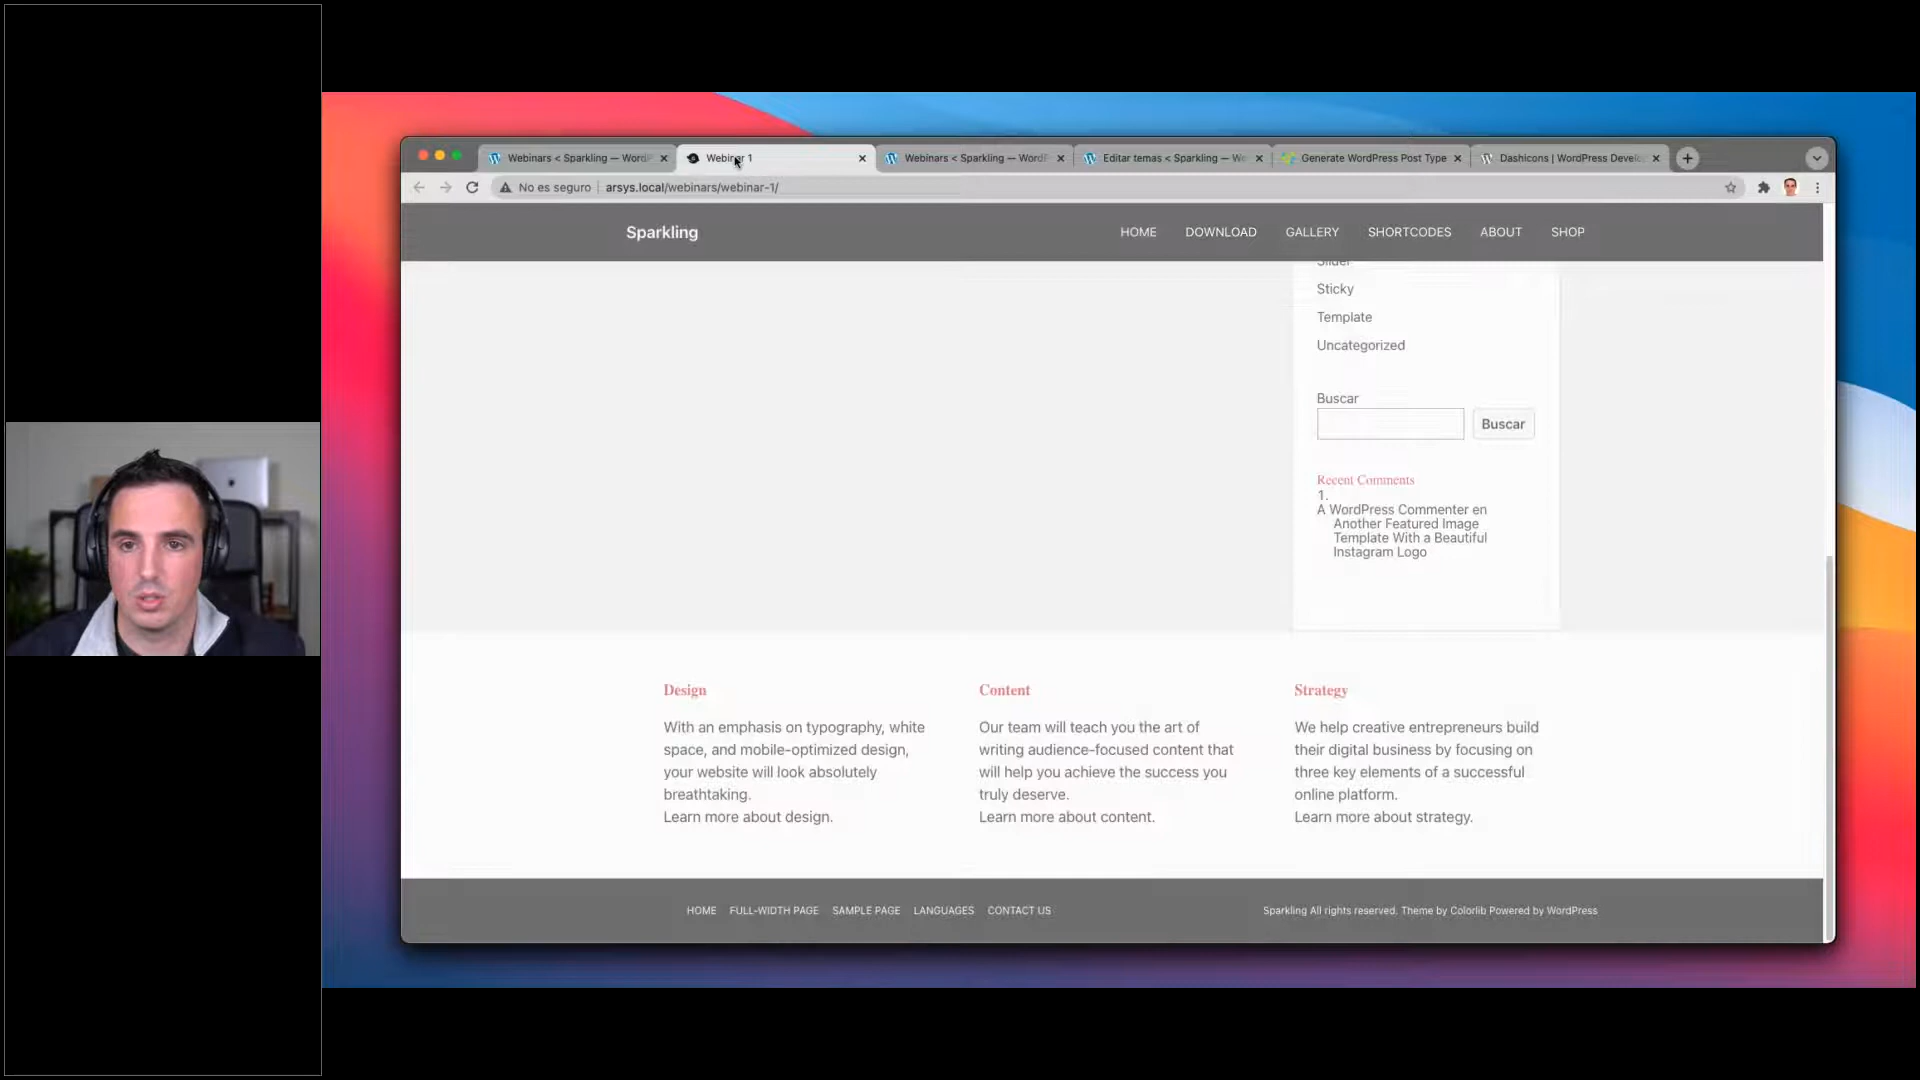 Webinars < Sparkling — Word
Webinar 1
Webinars < Sparkling — WordP
Editar temas < Sparkling — Wo
Generate WordPress Post Type
Dashicons | WordPress Develo
No es seguro
arsys.local/webinars/webinar-1/
Sparkling
HOME
DOWNLOAD
GALLERY
SHORTCODES
ABOUT
SHOP
Slider
Sticky
Template
Uncategorized
Buscar
Buscar
Recent Comments
1.
A WordPress Commenter en
Another Featured Image
Template With a Beautiful
Instagram Logo
Design
With an emphasis on typography, white
space, and mobile-optimized design,
your website will look absolutely
breathtaking.
Learn more about design.
Content
Our team will teach you the art of
writing audience-focused content that
will help you achieve the success you
truly deserve.
Learn more about content.
Strategy
We help creative entrepreneurs build
their digital business by focusing on
three key elements of a successful
online platform.
Learn more about strategy.
HOME
FULL-WIDTH PAGE
SAMPLE PAGE
LANGUAGES
CONTACT US
Sparkling All rights reserved. Theme by Colorlib Powered by WordPress